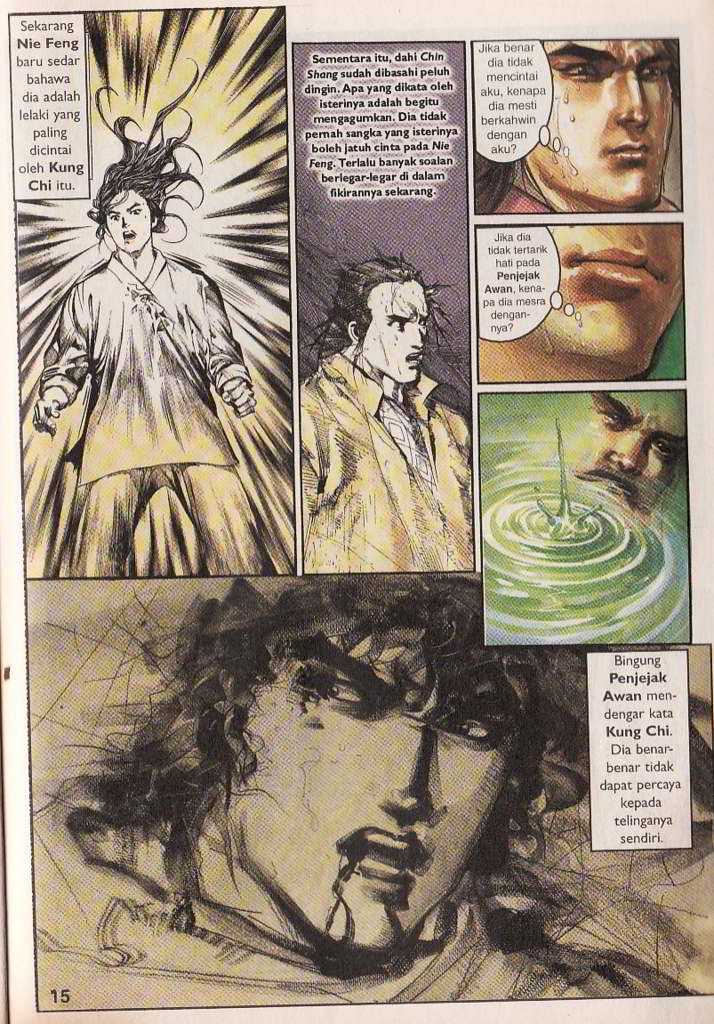 Sekarang
Nie Feng
baru sedar
bahawa
dia adalah
lelaki yang
paling
dicintai
oleh Kung
Chi itu.
Sementara itu, dahi Chin
Shang sudah dibasahi peluh
dingin. Apa yang dikata oleh
isterinya adalah begitu
mengagumkan. Dia tidak
pernah sangka yang isterinya
boleh jatuh cinta pada Nie
Feng. Terlalu banyak soalan
berlegar-legar di dalam
fikirannya sekarang.
Jika benar
dia tidak
mencintai
aku, kenapa
dia mesti
berkahwin
dengan
aku?
Jika dia
tidak tertarik
hati pada
Penjejak
Awan, kena-
pa dia mesra
dengan-
nya?
Bingung
Penjejak
Awan men-
dengar kata
Kung Chi.
Dia benar-
benar tidak
dapat percaya
kepada
telinganya
sendiri.
15